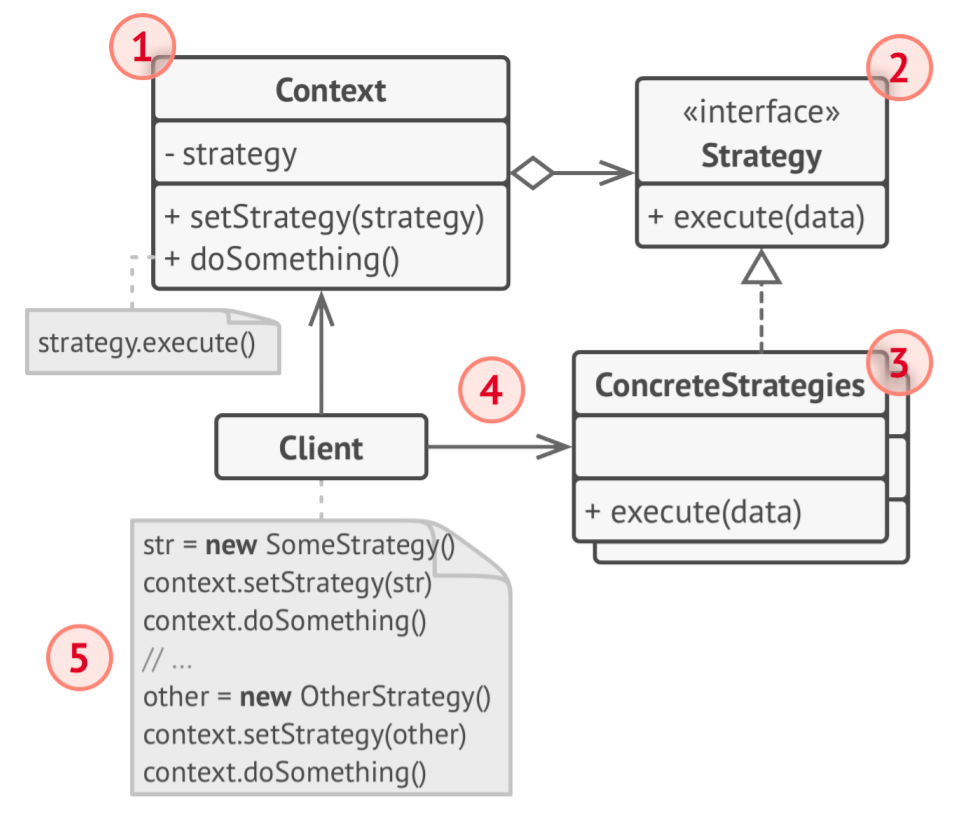 1
Context
- strategy
+ setStrategy(strategy)
+ doSomething()
strategy.execute()
2
«interface»
Strategy
+ execute(data)
3
ConcreteStrategies
+ execute(data)
4
Client
5
str = new SomeStrategy()
context.setStrategy(str)
context.doSomething()
// ...
other = new OtherStrategy()
context.setStrategy(other)
context.doSomething()